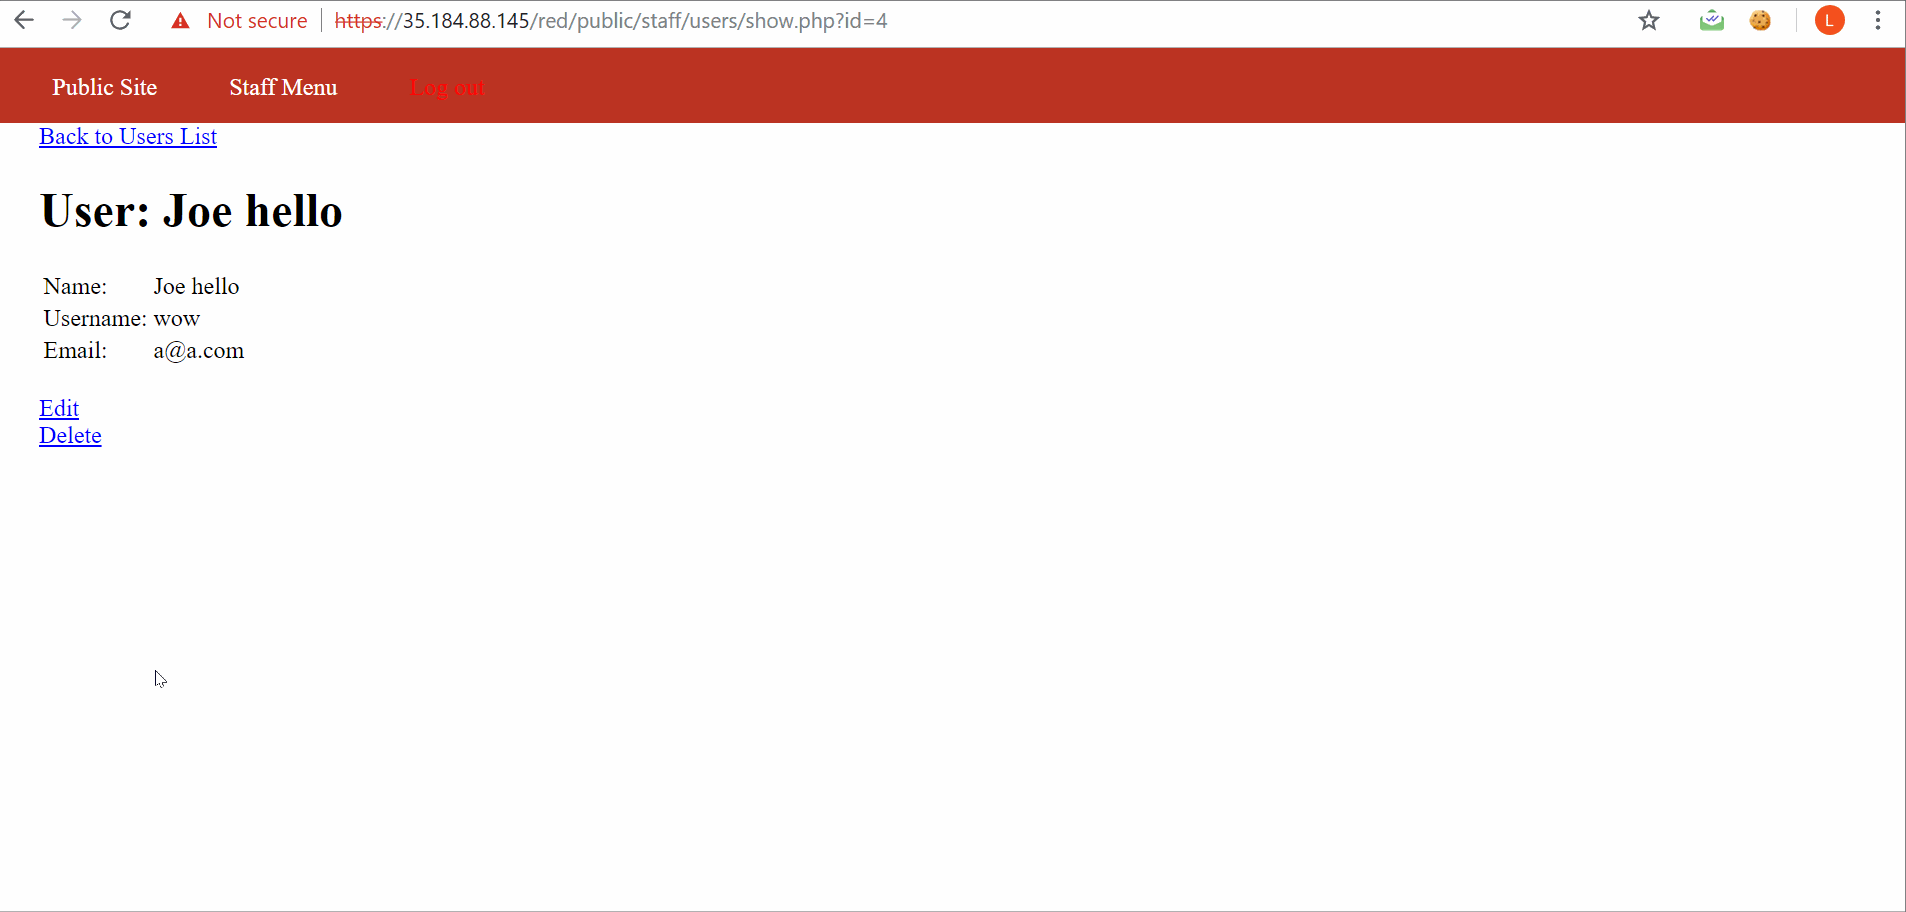 Not secure https://35.184.88.145/red/public/staff/users/show.php?id=4 L
Public Site Staff Menu Log out
Back to Users List
User: Joe hello
Name: Joe hello
Username: wow
Email: a@a.com
Edit
Delete